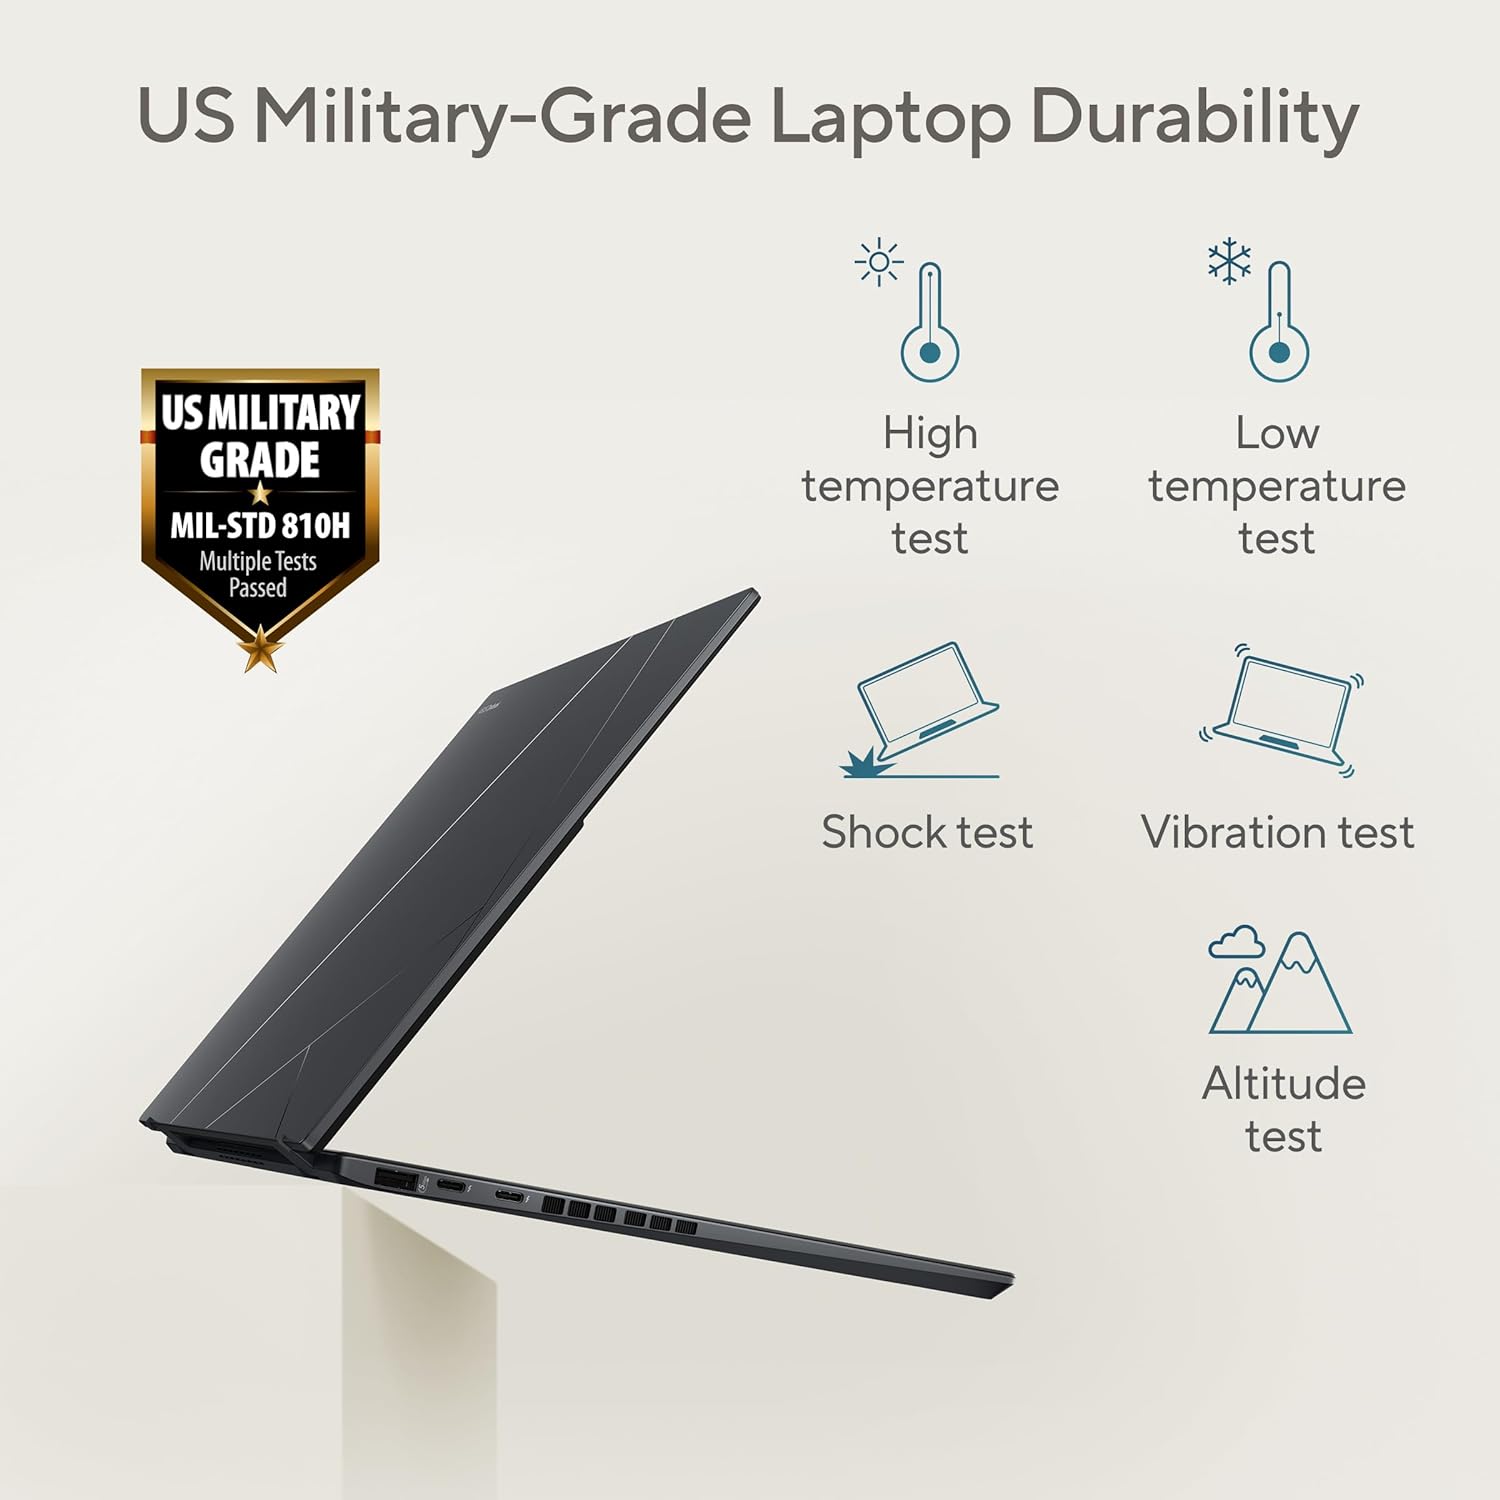 US Military-Grade Laptop Durability
US MILITARY
GRADE
MIL-STD 810H
Multiple Tests
Passed
High
temperature
test
Low
temperature
test
Shock test
Vibration test
Altitude
test